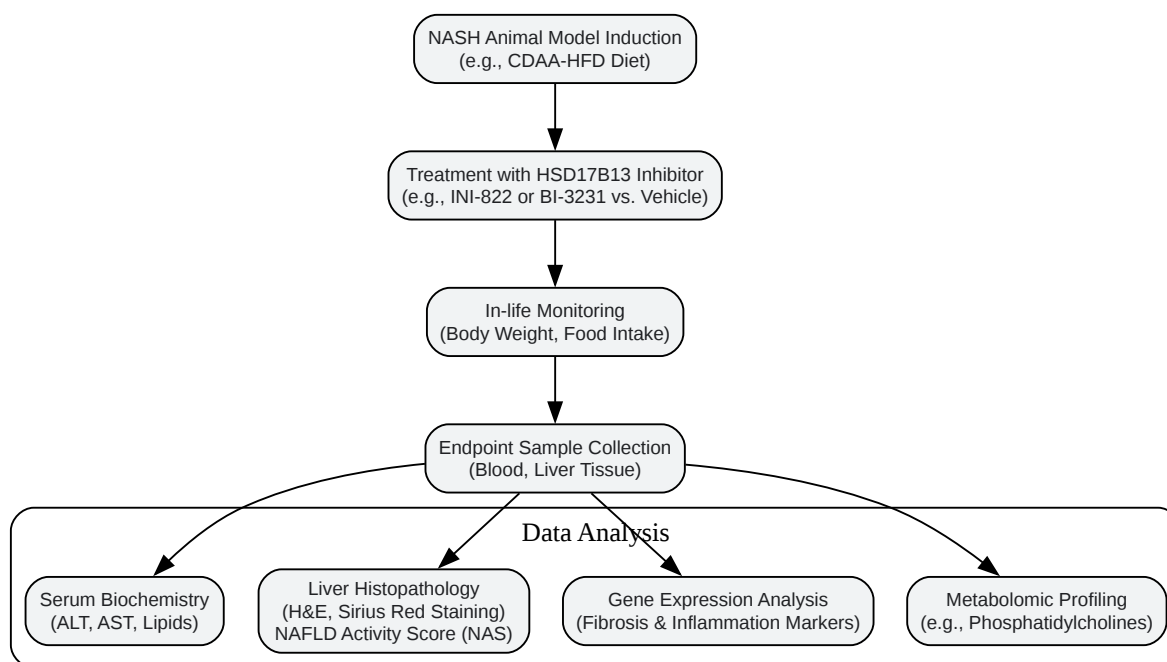 NASH Animal Model Induction
(e.g., CDAA-HFD Diet)
Treatment with HSD17B13 Inhibitor
(e.g., INI-822 or BI-3231 vs. Vehicle)
In-life Monitoring
(Body Weight, Food Intake)
Endpoint Sample Collection
(Blood, Liver Tissue)
Data Analysis
Serum Biochemistry
(ALT, AST, Lipids)
Liver Histopathology
(H&E, Sirius Red Staining)
NAFLD Activity Score (NAS)
Gene Expression Analysis
(Fibrosis & Inflammation Markers)
Metabolomic Profiling
(e.g., Phosphatidylcholines)